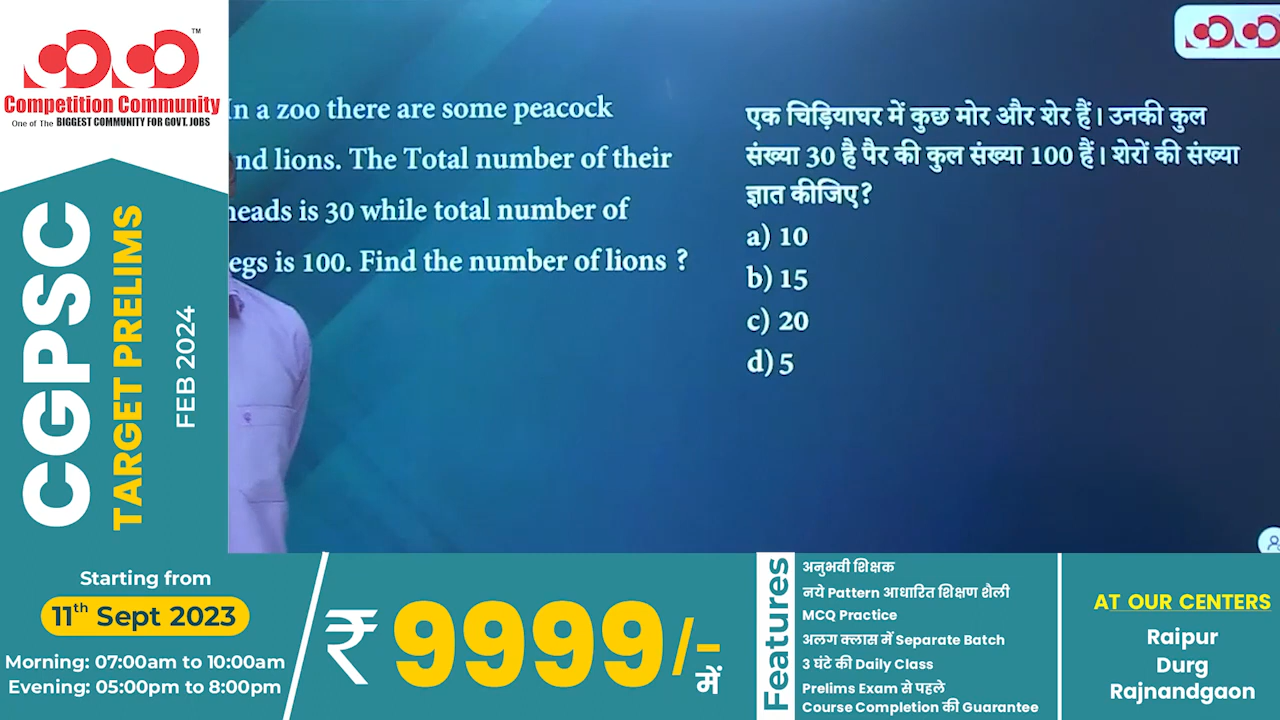 TM
Competition Community
One of The BIGGEST COMMUNITY FOR GOVT. JOBS
CGPSC
TARGET PRELIMS
FEB 2024
In a zoo there are some peacock
nd lions. The Total number of their
heads is 30 while total number of
egs is 100. Find the number of lions ?
एक चिड़ियाघर में कुछ मोर और शेर हैं। उनकी कुल
संख्या 30 है पैर की कुल संख्या 100 हैं। शेरों की संख्या
ज्ञात कीजिए?
a) 10
b) 15
c) 20
d) 5
Starting from
11th Sept 2023
Morning: 07:00am to 10:00am
Evening: 05:00pm to 8:00pm
₹ 9999/- में
Features
अनुभवी शिक्षक
नये Pattern आधारित शिक्षण शैली
MCQ Practice
अलग क्लास में Separate Batch
3 घंटे की Daily Class
Prelims Exam से पहले
Course Completion की Guarantee
AT OUR CENTERS
Raipur
Durg
Rajnandgaon